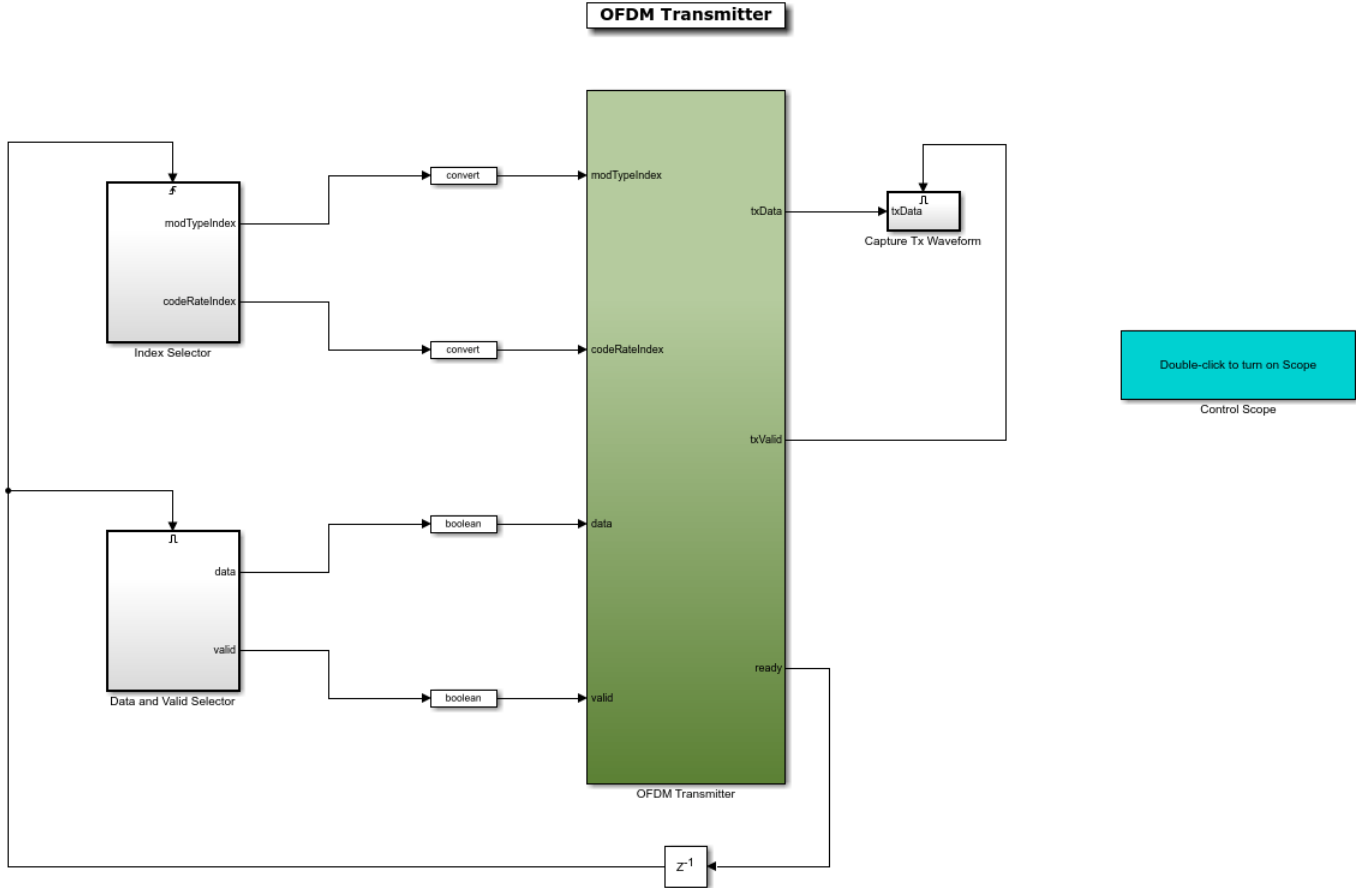 OFDM Transmitter
modTypeIndex
codeRateIndex
Index Selector
convert
convert
data
valid
Data and Valid Selector
boolean
boolean
modTypeIndex
codeRateIndex
data
valid
txData
txValid
ready
OFDM Transmitter
txData
Capture Tx Waveform
Double-click to turn on Scope
Control Scope
Z-1